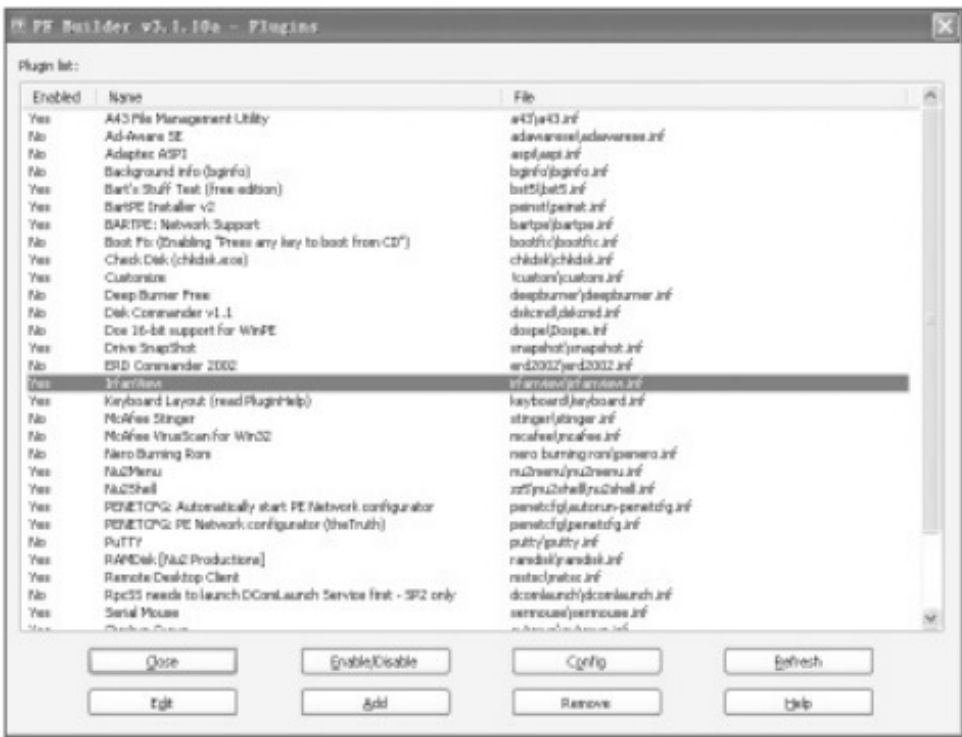 PE Builder v3.1.10a - Plugins
Plugin list:
Enabled Name File
Yes A43 File Management Utility a43\a43.inf
No Ad-Aware SE adawarese\adawarese.inf
No Adaptec ASPI aspi\aspi.inf
No Background info (bginfo) bginfo\bginfo.inf
Yes Bart's Stuff Test (free edition) bst5\bst5.inf
Yes BartPE Installer v2 peinst\peinst.inf
Yes BARTPE: Network Support bartpe\bartpe.inf
No Boot Fix (Enabling "Press any key to boot from CD") bootfix\bootfix.inf
Yes Check Disk (chkdsk.exe) chkdsk\chkdsk.inf
Yes Customize !custom\custom.inf
No Deep Burner Free deepburner\deepburner.inf
No Disk Commander v1.1 dskcmd\dskcmd.inf
No Dos 16-bit support for WinPE dospe\Dospe.inf
Yes Drive SnapShot snapshot\snapshot.inf
No ERD Commander 2002 erd2002\erd2002.inf
Yes IrfanView irfanview\irfanview.inf
Yes Keyboard Layout (read PluginHelp) keyboard\keyboard.inf
No McAfee Stinger stinger\stinger.inf
No McAfee VirusScan for Win32 mcafee\mcafee.inf
No Nero Burning Rom nero burning rom\penero.inf
Yes Nu2Menu nu2menu\nu2menu.inf
Yes Nu2Shell zz5\nu2shell\nu2shell.inf
Yes PENETCFG: Automatically start PE Network configurator penetcfg\autorun-penetcfg.inf
Yes PENETCFG: PE Network configurator (theTruth) penetcfg\penetcfg.inf
No PuTTY putty\putty.inf
Yes RAMDisk [Nu2 Productions] ramdisk\ramdisk.inf
Yes Remote Desktop Client mstsc\mstsc.inf
No RpcSS needs to launch DComLaunch Service first - SP2 only dcomlaunch\dcomlaunch.inf
Yes Serial Mouse sermouse\sermouse.inf
Close Enable/Disable Config Refresh
Edit Add Remove Help